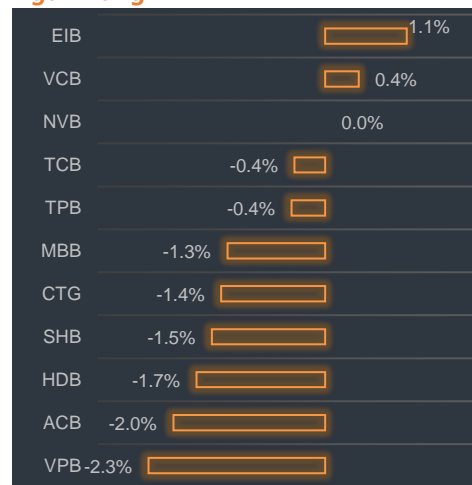 EIB 1.1%
VCB 0.4%
NVB 0.0%
TCB -0.4%
TPB -0.4%
MBB -1.3%
CTG -1.4%
SHB -1.5%
HDB -1.7%
ACB -2.0%
VPB -2.3%